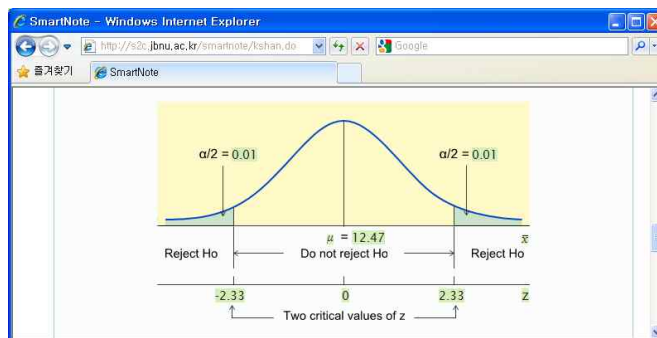 SmartNote - Windows Internet Explorer
http://s2c.jbnu.ac.kr/smartnote/kshan.do
Google
즐겨찾기
SmartNote
α/2 = 0.01
α/2 = 0.01
μ = 12.47
x̄
Reject Ho
Do not reject Ho
Reject Ho
-2.33
0
2.33
Z
Two critical values of z